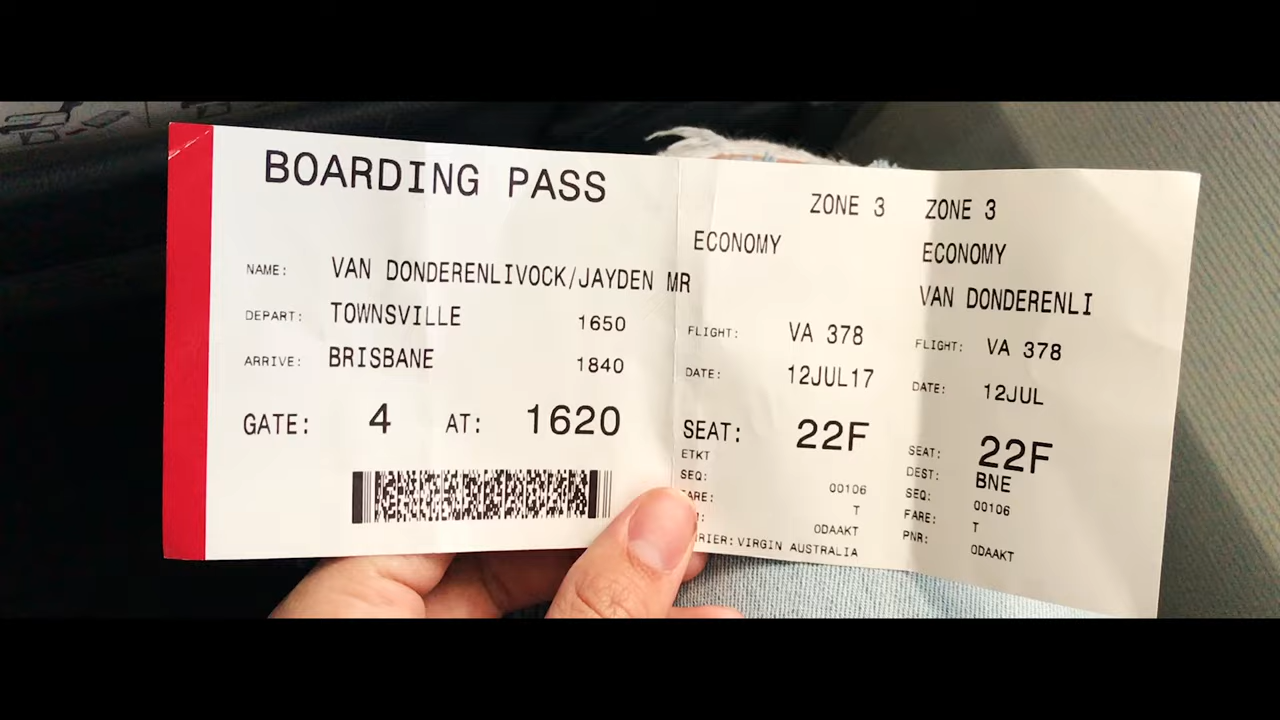 BOARDING PASS
NAME: VAN DONDERENLIVOCK/JAYDEN MR
DEPART: TOWNSVILLE 1650
ARRIVE: BRISBANE 1840
GATE: 4 AT: 1620
ZONE 3
ECONOMY
FLIGHT: VA 378
DATE: 12JUL17
SEAT: 22F
ETKT
SEQ: 00106
ARE: T
: ODAAKT
RIER: VIRGIN AUSTRALIA
ZONE 3
ECONOMY
VAN DONDERENLI
FLIGHT: VA 378
DATE: 12JUL
SEAT: 22F
DEST: BNE
SEQ: 00106
FARE: T
PNR: ODAAKT